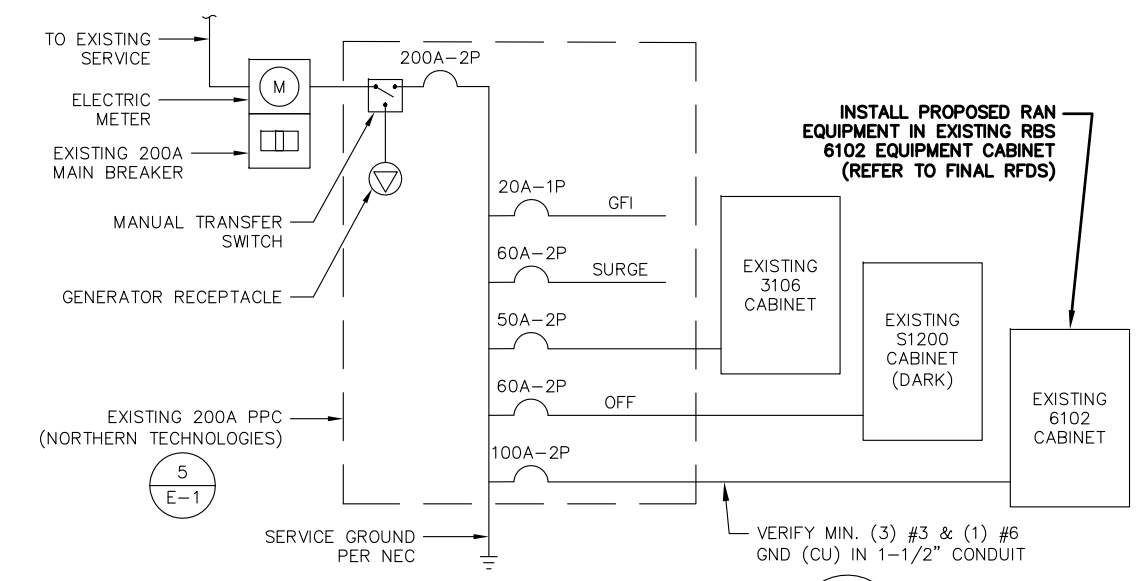 TO EXISTING
SERVICE
ELECTRIC
METER
EXISTING 200A
MAIN BREAKER
M
MANUAL TRANSFER
SWITCH
GENERATOR RECEPTACLE
EXISTING 200A PPC
(NORTHERN TECHNOLOGIES)
5
E-1
SERVICE GROUND
PER NEC
200A-2P
20A-1P
GFI
60A-2P
SURGE
50A-2P
60A-2P
OFF
100A-2P
INSTALL PROPOSED RAN
EQUIPMENT IN EXISTING RBS
6102 EQUIPMENT CABINET
(REFER TO FINAL RFDS)
EXISTING
3106
CABINET
EXISTING
S1200
CABINET
(DARK)
EXISTING
6102
CABINET
VERIFY MIN. (3) #3 & (1) #6
GND (CU) IN 1-1/2" CONDUIT